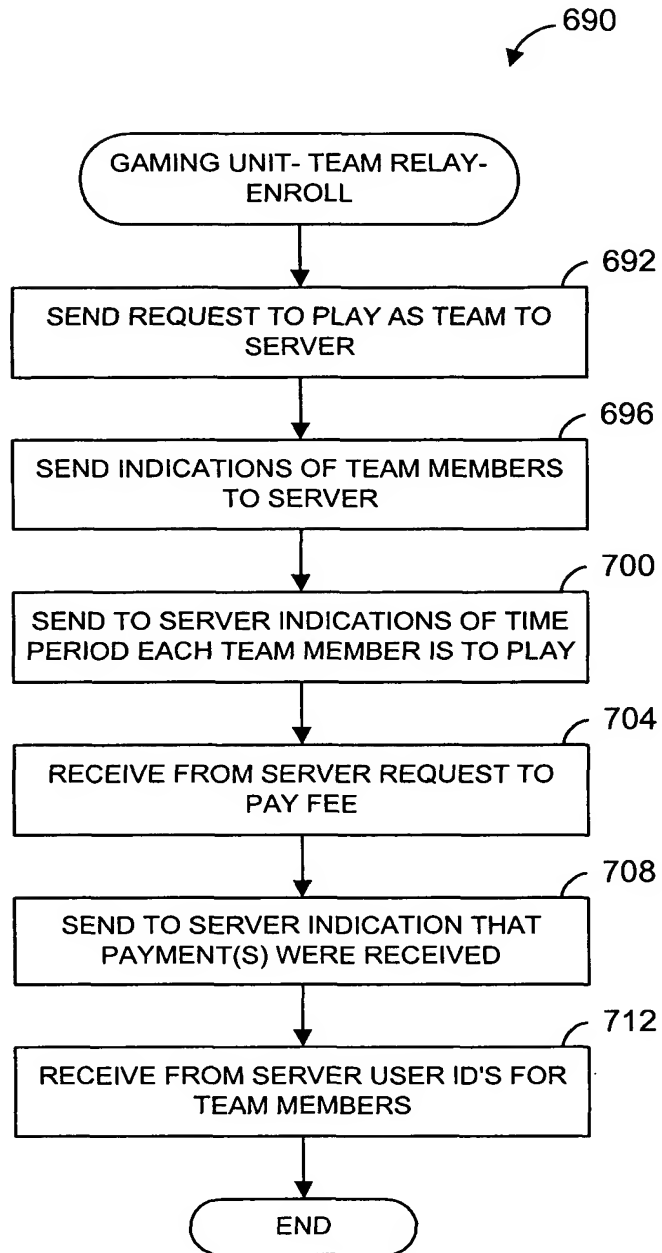 690
GAMING UNIT- TEAM RELAY-
ENROLL
692
SEND REQUEST TO PLAY AS TEAM TO
SERVER
696
SEND INDICATIONS OF TEAM MEMBERS
TO SERVER
700
SEND TO SERVER INDICATIONS OF TIME
PERIOD EACH TEAM MEMBER IS TO PLAY
704
RECEIVE FROM SERVER REQUEST TO
PAY FEE
708
SEND TO SERVER INDICATION THAT
PAYMENT(S) WERE RECEIVED
712
RECEIVE FROM SERVER USER ID'S FOR
TEAM MEMBERS
END